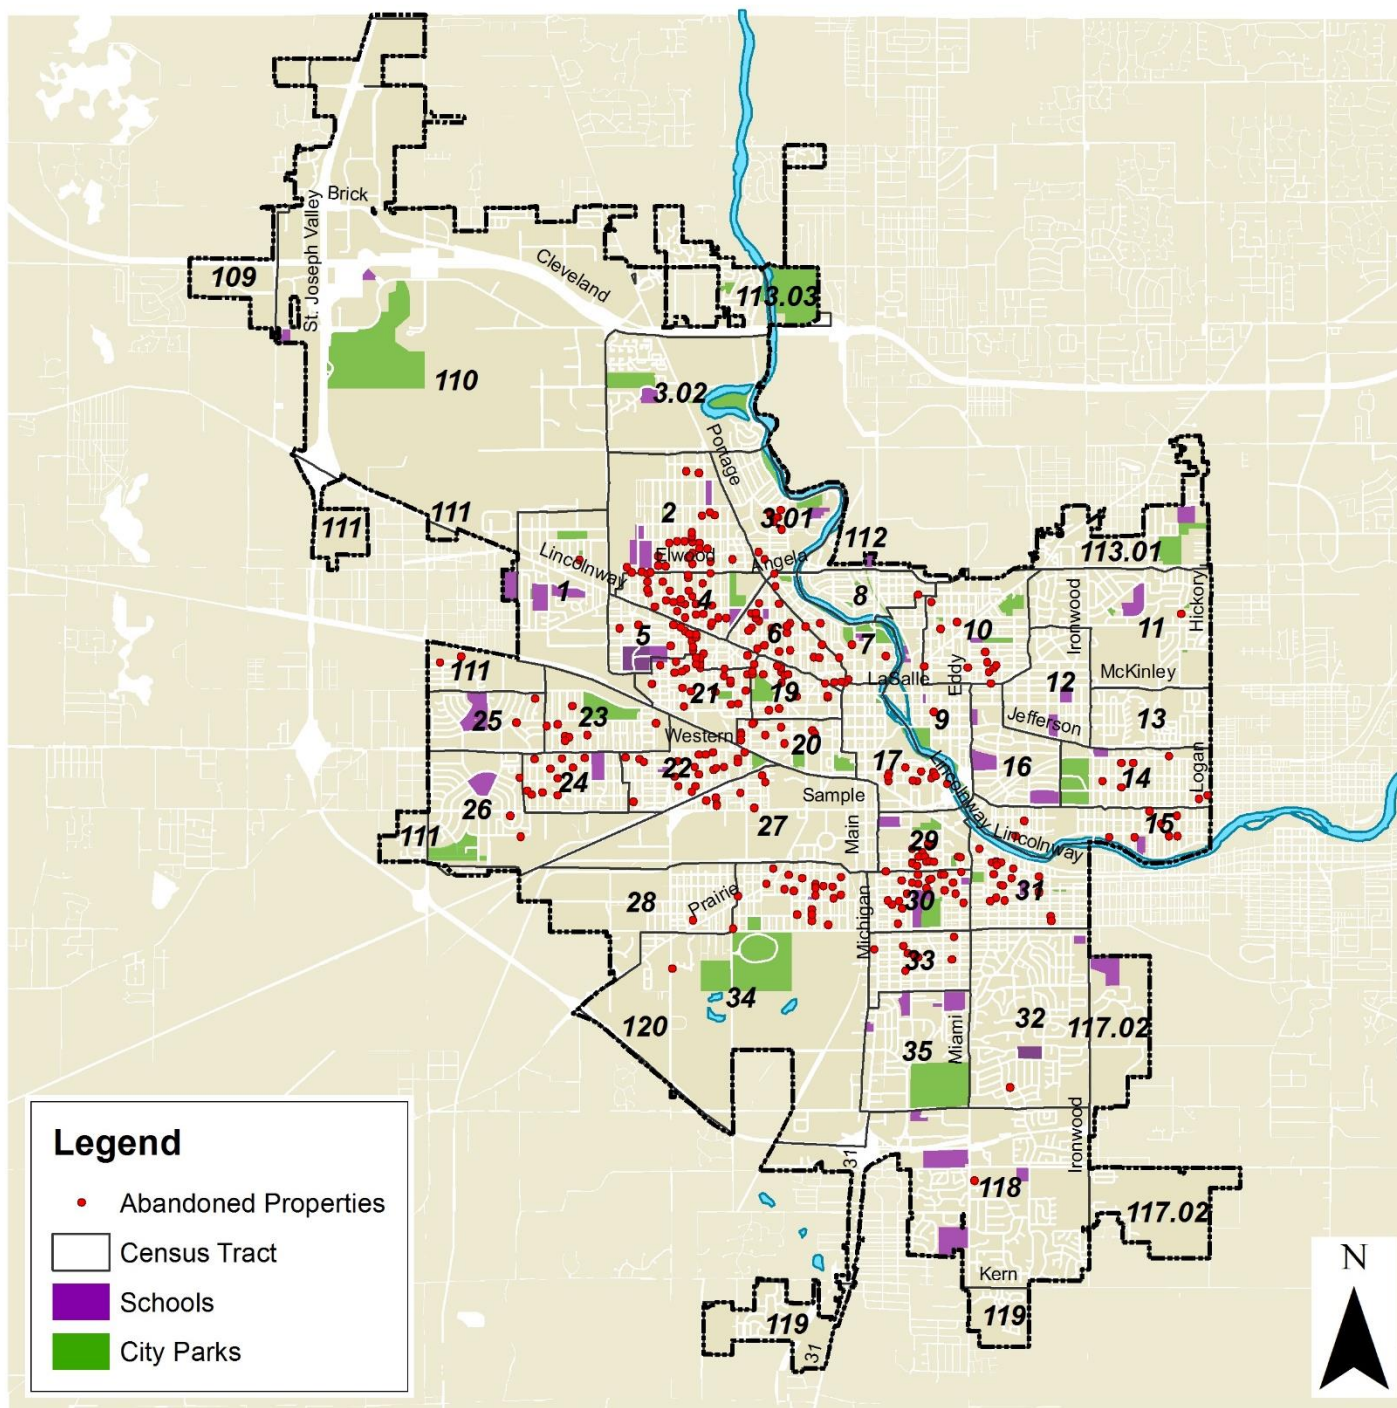 Brick
St. Joseph Valley
109
Cleveland
113.03
110
3.02
Portage
111
2
3.01
111
112
Lincolnway
Elwood
Angela
113.01
1
4
8
Ironwood
Hickory
5
6
7
10
11
111
LaSalle
Eddy
McKinley
21
19
12
25
23
9
Jefferson
13
Western
20
22
17
Lincolnway
16
14
Logan
24
26
Sample
27
Main
Lincolnway
15
111
29
28
Prairie
Michigan
30
31
33
34
120
32
117.02
35
Miami
Ironwood
31
118
117.02
Kern
119
119
31
Legend
Abandoned Properties
Census Tract
Schools
City Parks
N